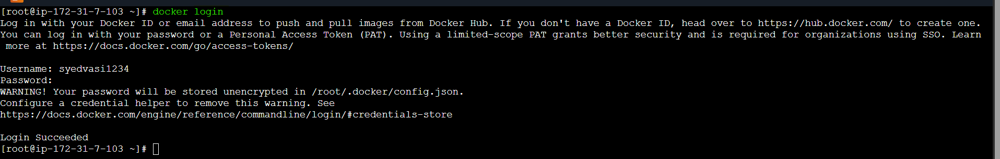 [root@ip-172-31-7-103 ~]# docker login
Log in with your Docker ID or email address to push and pull images from Docker Hub. If you don't have a Docker ID, head over to https://hub.docker.com/ to create one.
You can log in with your password or a Personal Access Token (PAT). Using a limited-scope PAT grants better security and is required for organizations using SSO. Learn
 more at https://docs.docker.com/go/access-tokens/
Username: syedvasi1234
Password:
WARNING! Your password will be stored unencrypted in /root/.docker/config.json.
Configure a credential helper to remove this warning. See
https://docs.docker.com/engine/reference/commandline/login/#credentials-store
Login Succeeded
[root@ip-172-31-7-103 ~]#